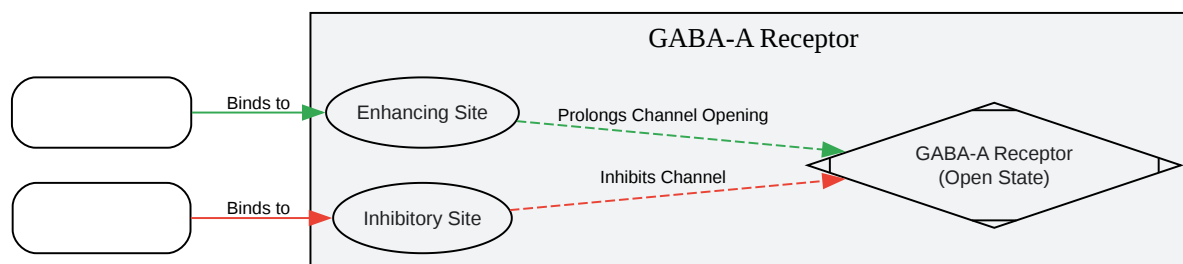 GABA-A Receptor
Binds to
Enhancing Site
Prolongs Channel Opening
GABA-A Receptor
(Open State)
Inhibits Channel
Binds to
Inhibitory Site